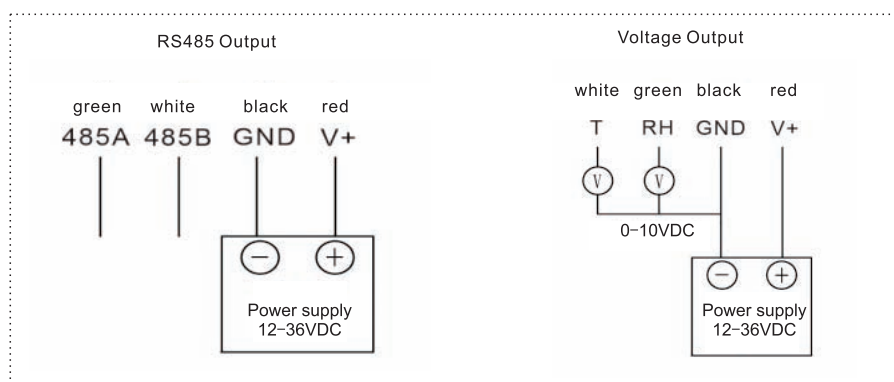 RS485 Output
green white black red
485A 485B GND V+
− +
Power supply
12−36VDC
Voltage Output
white green black red
T RH GND V+
V V
0−10VDC
− +
Power supply
12−36VDC